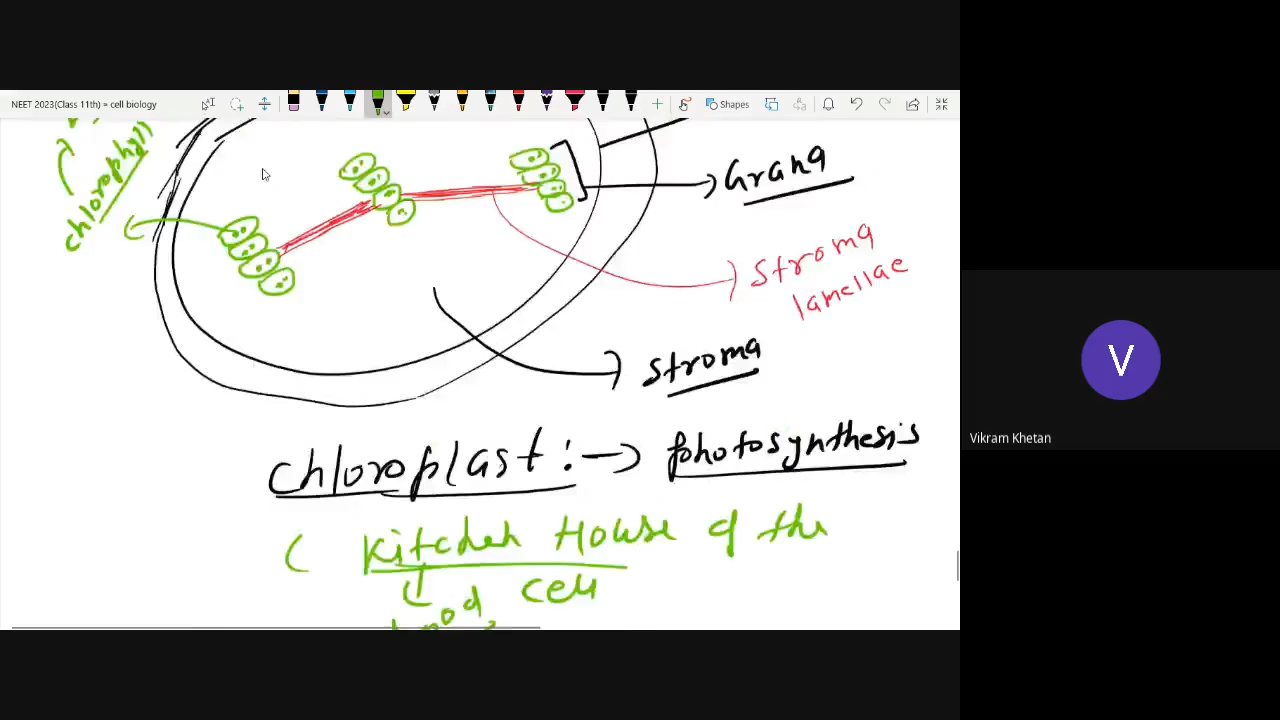 NEET 2023(Class 11th) » cell biology
Shapes
chlorophyll
Grana
stroma
lamellae
stroma
V
Vikram Khetan
chloroplast :→ photosynthesis
( Kitchen House of the
cell